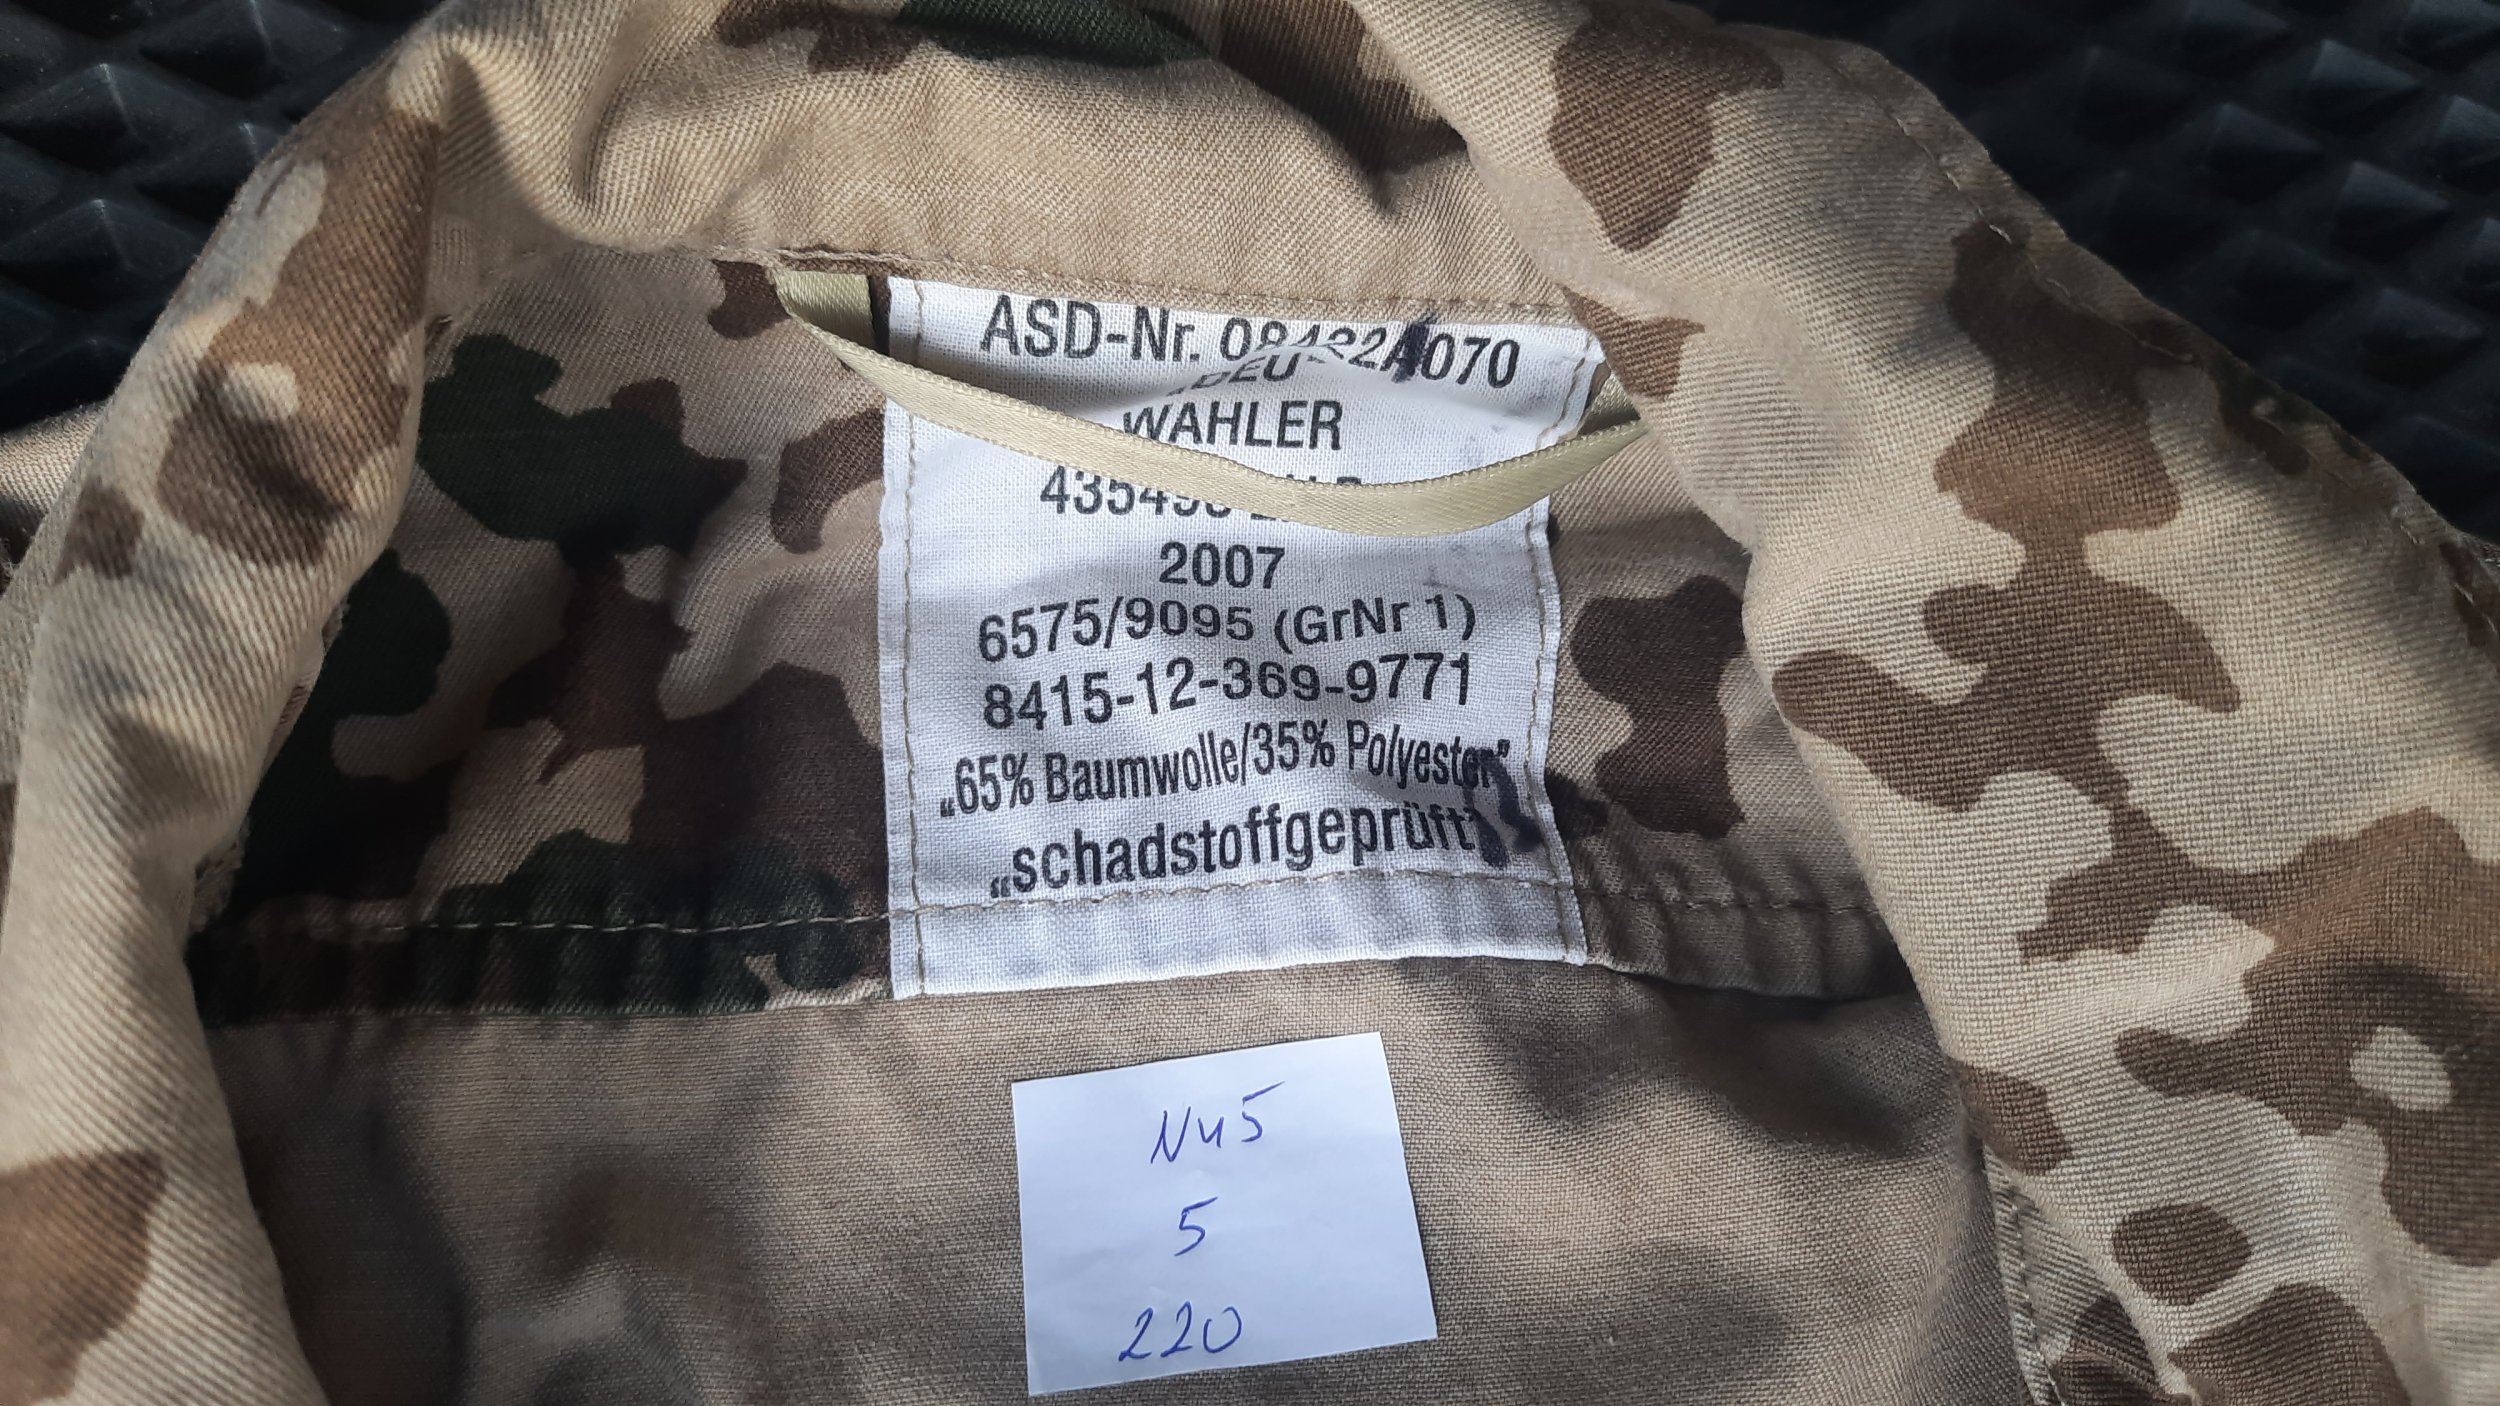 ASD-Nr. 08422A070
WAHLER
2007
6575/9095 (GrNr 1)
8415-12-369-9771
„65% Baumwolle/35% Polyester”
„schadstoffgeprüft”
Nu5
5
220